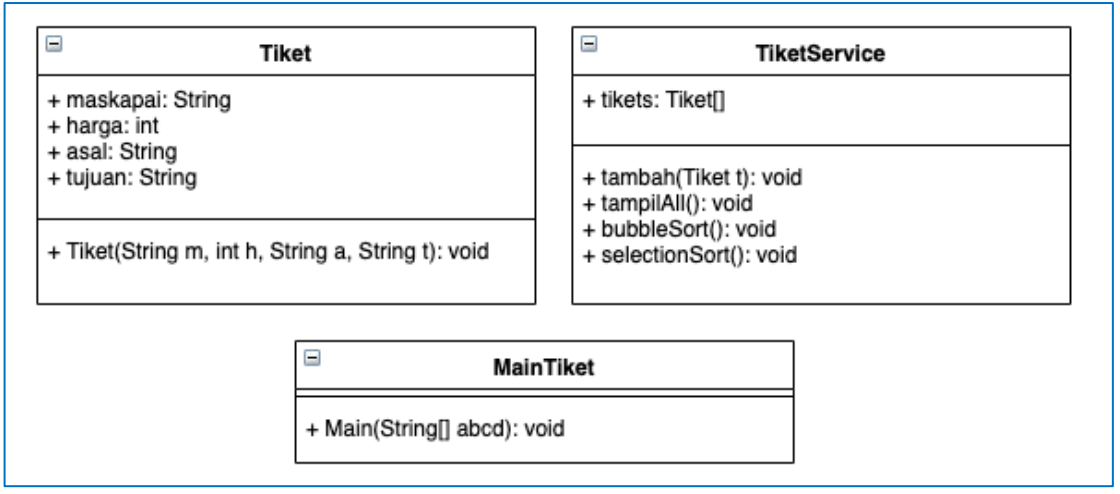 Tiket
+ maskapai: String
+ harga: int
+ asal: String
+ tujuan: String
+ Tiket(String m, int h, String a, String t): void
TiketService
+ tikets: Tiket[]
+ tambah(Tiket t): void
+ tampilAll(): void
+ bubbleSort(): void
+ selectionSort(): void
MainTiket
+ Main(String[] abcd): void